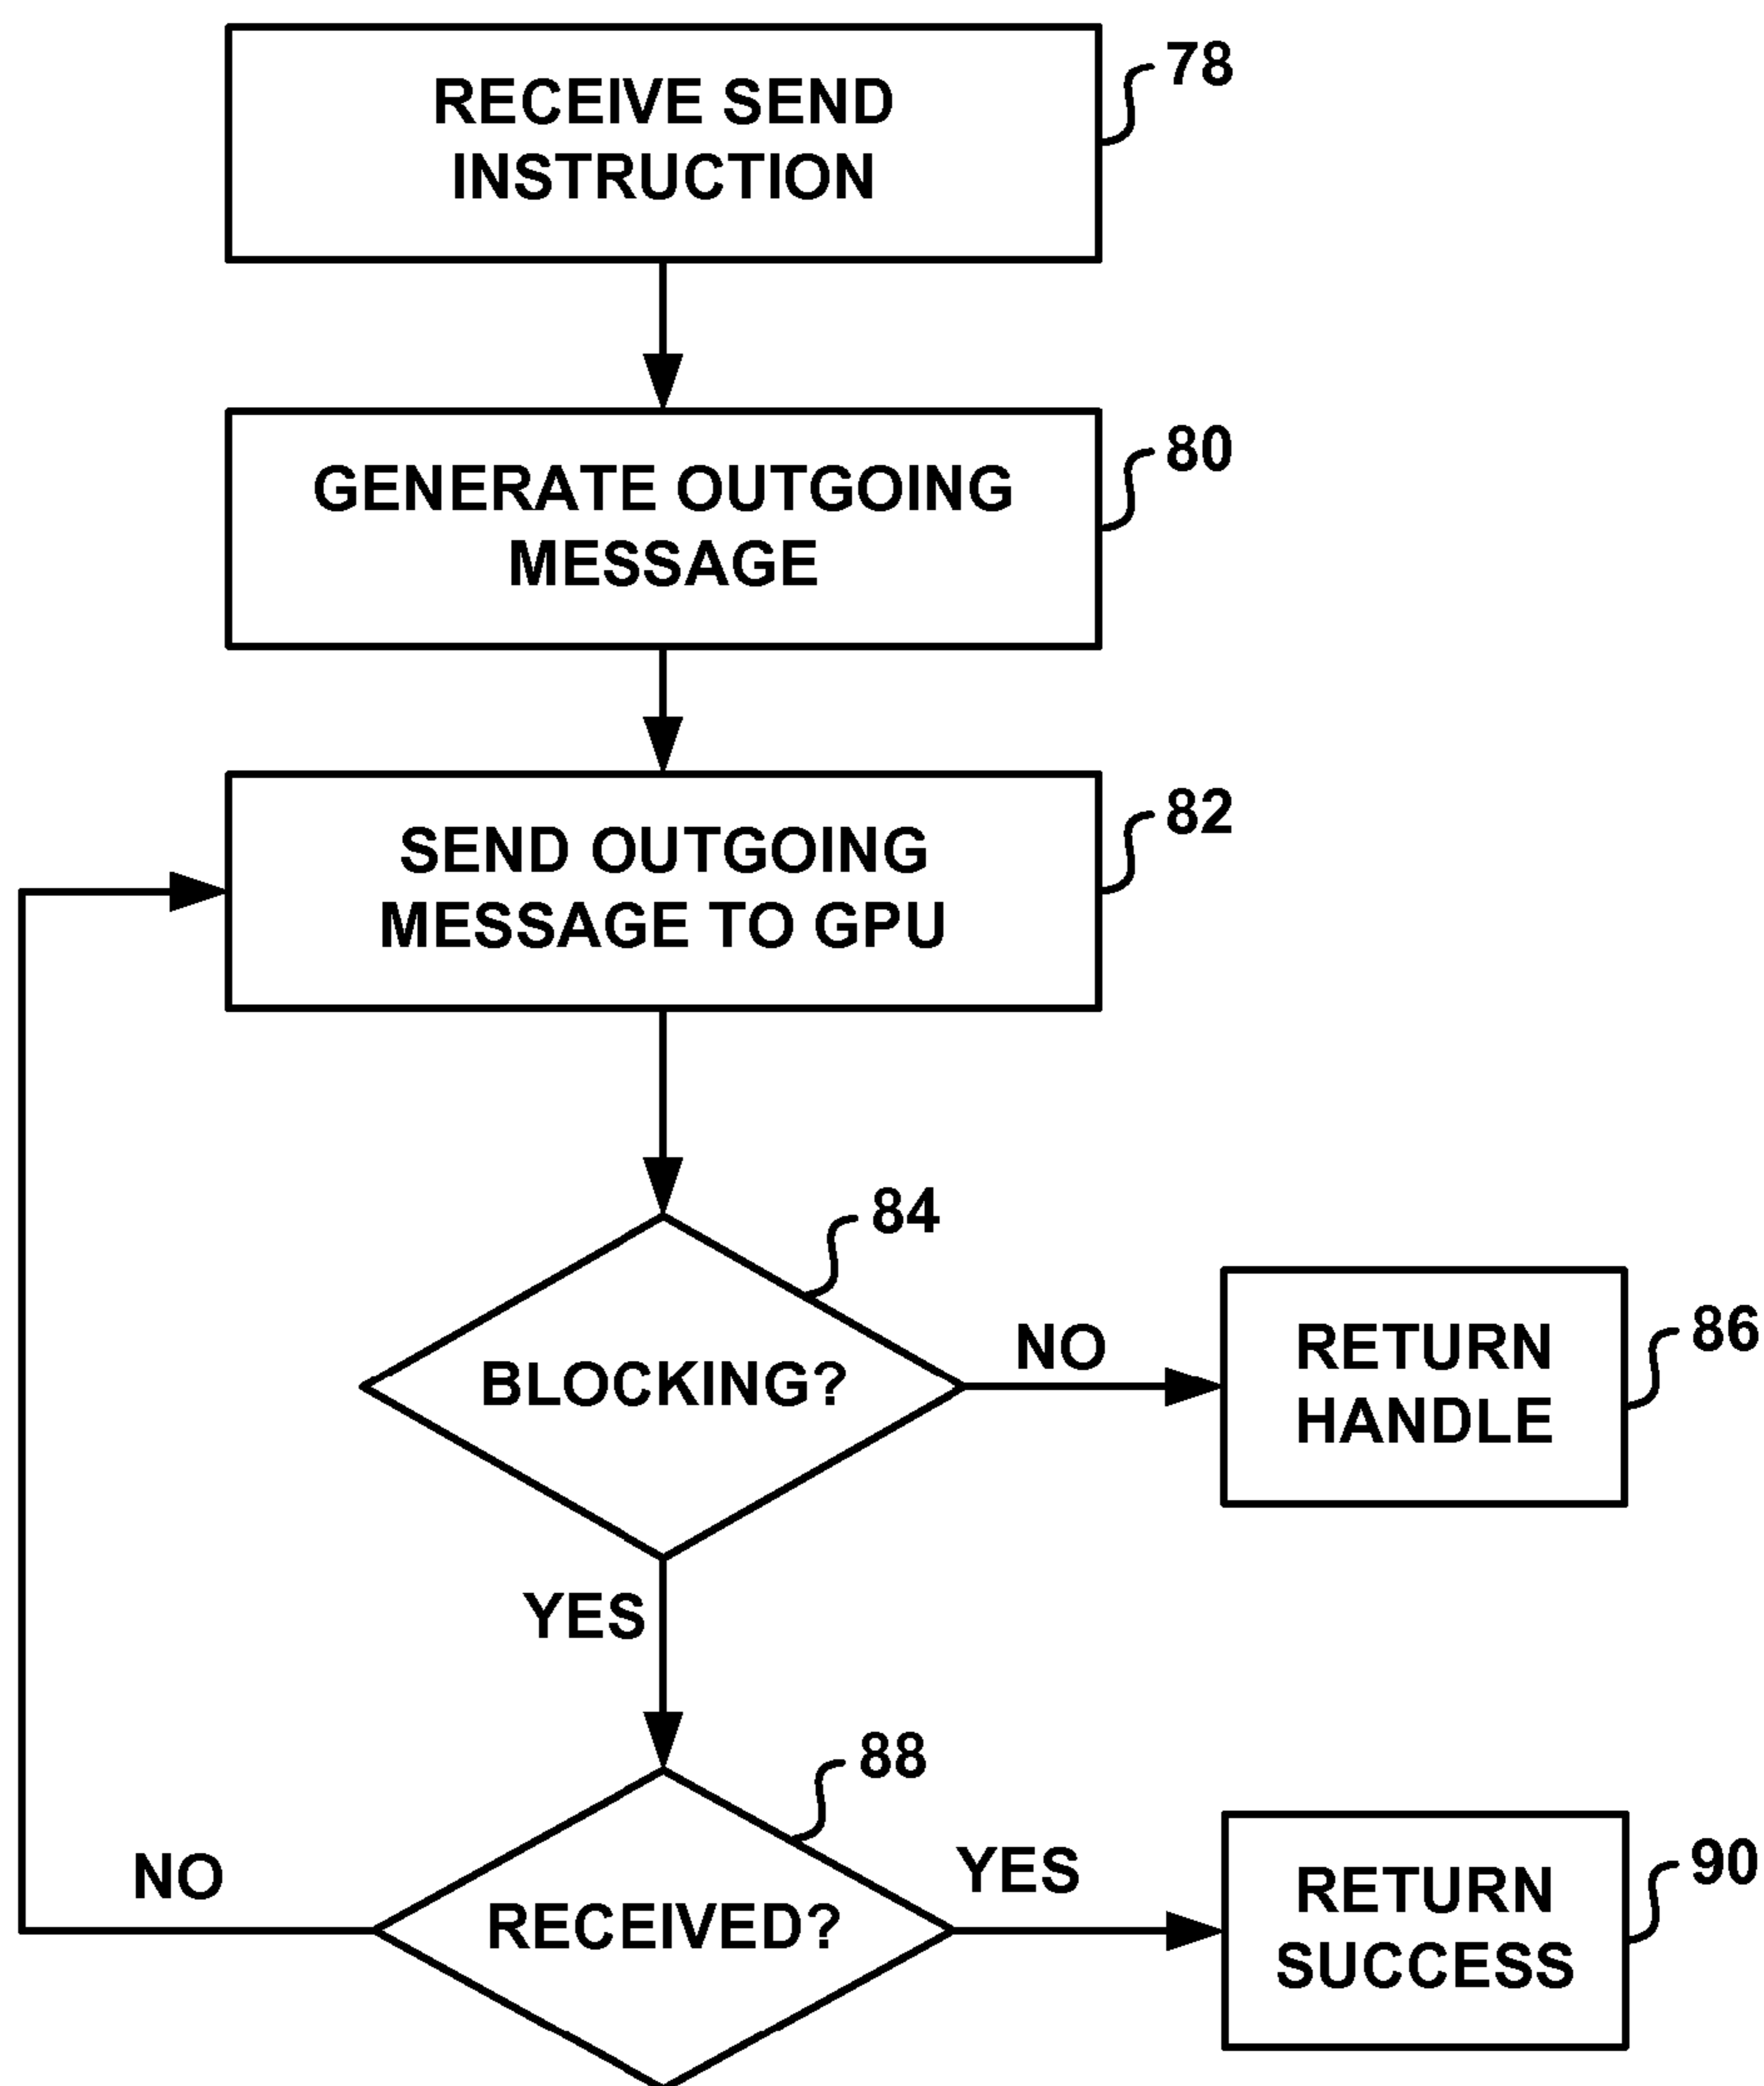 RECEIVE SEND
INSTRUCTION
78
GENERATE OUTGOING
MESSAGE
80
SEND OUTGOING
MESSAGE TO GPU
82
84
BLOCKING?
NO
RETURN
HANDLE
86
YES
88
NO
RECEIVED?
YES
RETURN
SUCCESS
90